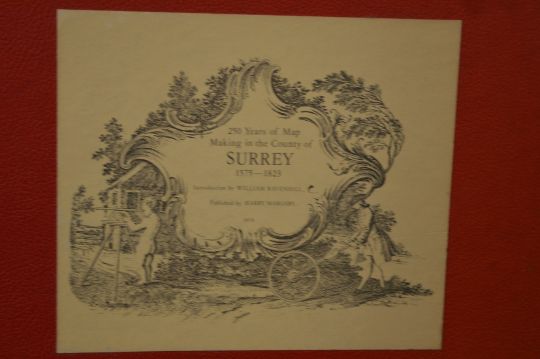 250 Years of Map
Making in the County of
SURREY
1575—1823
Introduction by WILLIAM RAVENHILL
Published by HARRY MARGARY